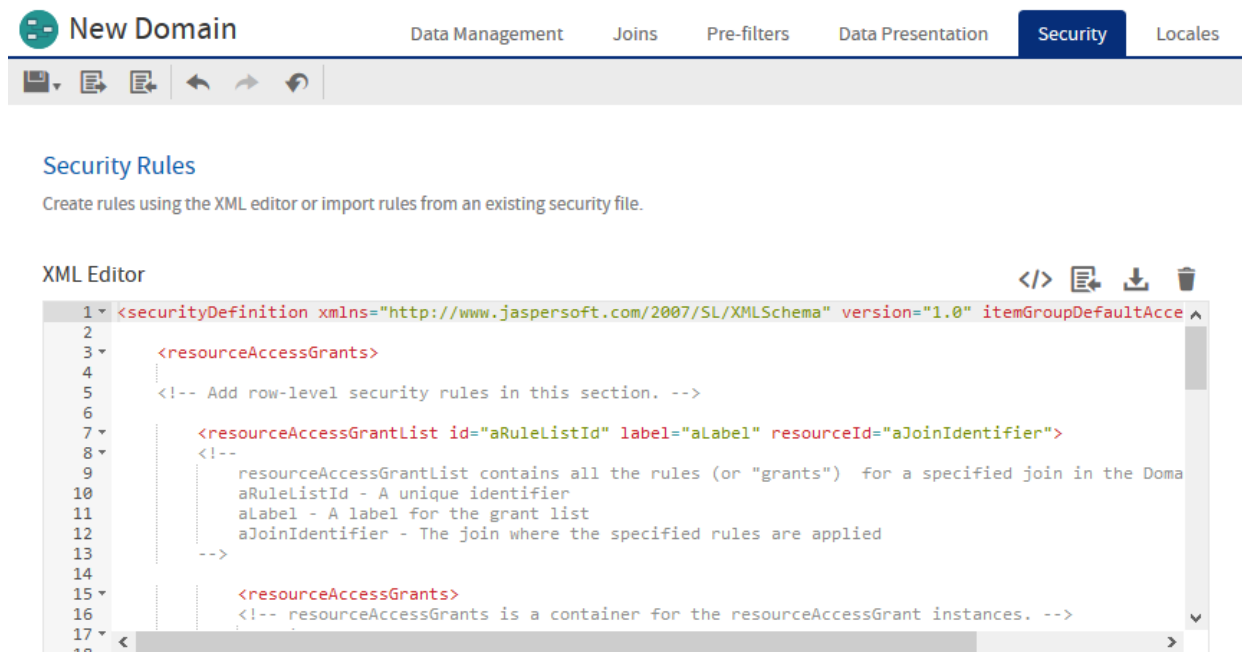 New Domain
Data Management Joins Pre-filters Data Presentation Security Locales
Security Rules
Create rules using the XML editor or import rules from an existing security file.
XML Editor
</>
1 <securityDefinition xmlns="http://www.jaspersoft.com/2007/SL/XMLSchema" version="1.0" itemGroupDefaultAcce
2
3 <resourceAccessGrants>
4
5 <!-- Add row-level security rules in this section. -->
6
7 <resourceAccessGrantList id="aRuleListId" label="aLabel" resourceId="aJoinIdentifier">
8 <!--
9 resourceAccessGrantList contains all the rules (or "grants")  for a specified join in the Doma
10 aRuleListId - A unique identifier
11 aLabel - A label for the grant list
12 aJoinIdentifier - The join where the specified rules are applied
13 -->
14
15 <resourceAccessGrants>
16 <!-- resourceAccessGrants is a container for the resourceAccessGrant instances. -->
17